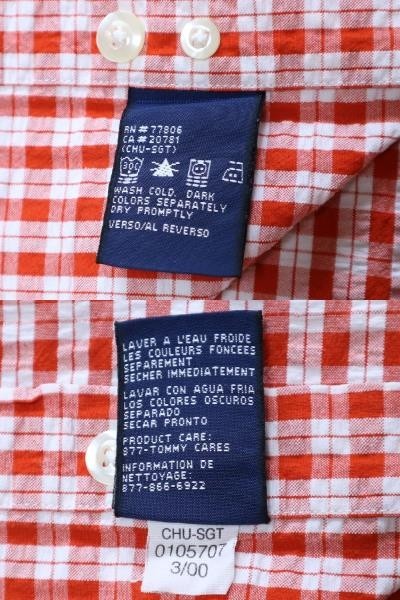 RN # 77806
CA # 20781
(CHU-SGT)
30C
WASH COLD. DARK
COLORS SEPARATELY
DRY PROMPTLY
VERSO/AL REVERSO
LAVER A L'EAU FROIDE
LES COULEURS FONCEES
SEPAREMENT
SECHER IMMEDIATEMENT
LAVAR CON AGUA FRIA
LOS COLORES OSCUROS
SEPARADO
SECAR PRONTO
PRODUCT CARE:
877-TOMMY CARES
INFORMATION DE
NETTOYAGE:
877-866-6922
CHU-SGT
0105707
3/00